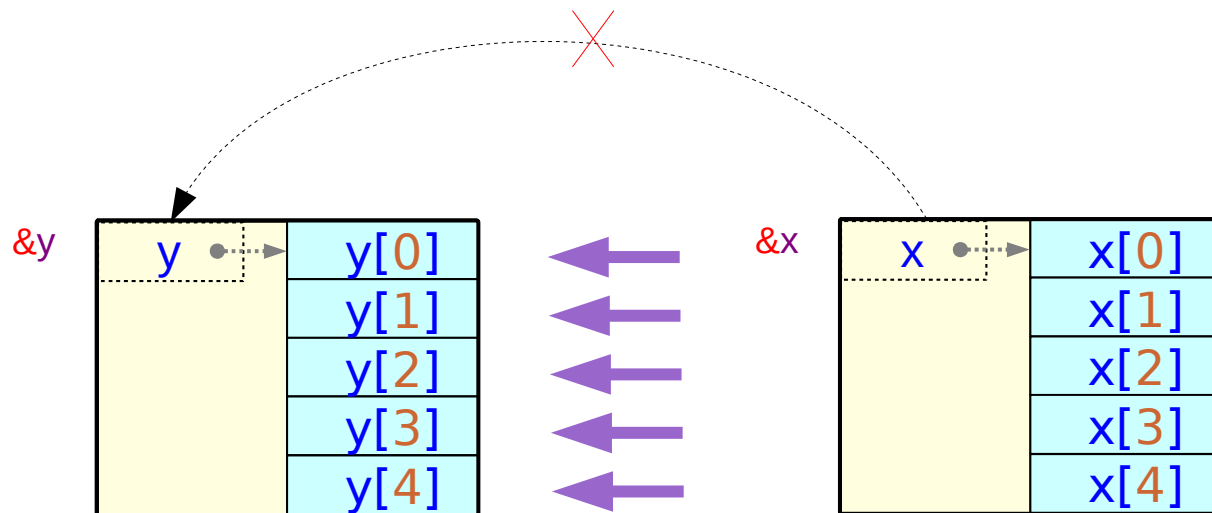 &y y y[0] &x x x[0]
y[1] x[1]
y[2] x[2]
y[3] x[3]
y[4] x[4]